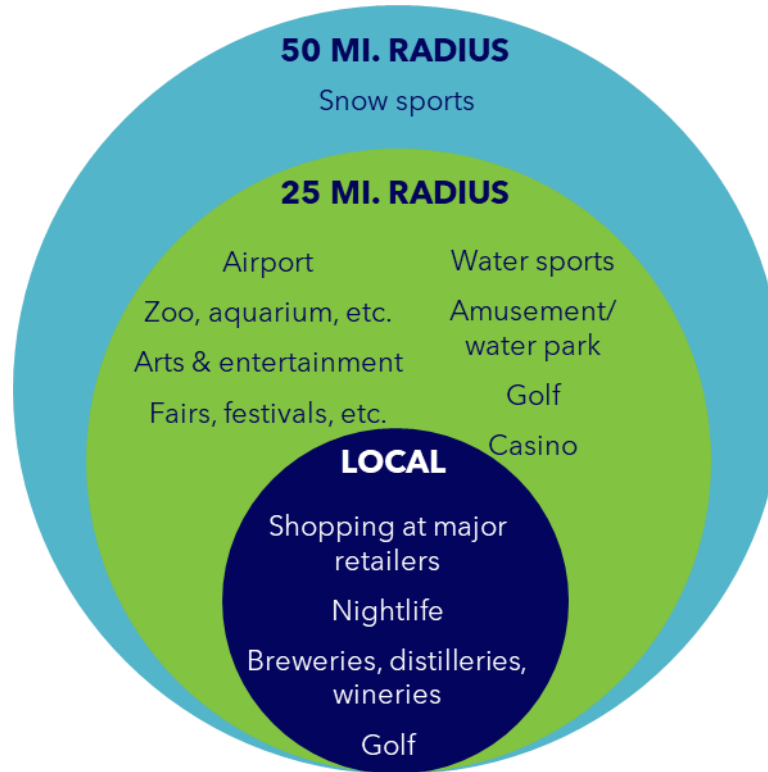 50 MI. RADIUS
Snow sports
25 MI. RADIUS
Airport
Zoo, aquarium, etc.
Arts & entertainment
Fairs, festivals, etc.
Water sports
Amusement/
water park
Golf
Casino
LOCAL
Shopping at major
retailers
Nightlife
Breweries, distilleries,
wineries
Golf